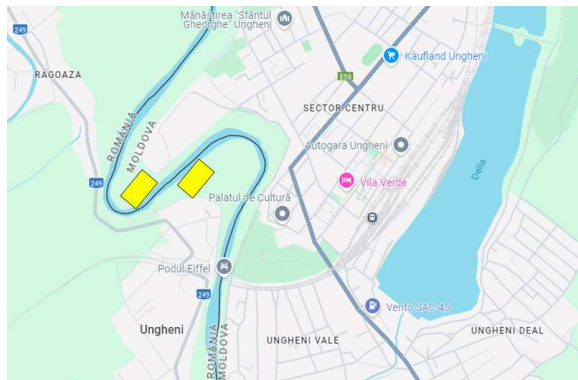 249
Mănăstirea "Sfântul
Gheorghe" Ungheni
Kaufland Ungheni
RAGOAZA
E58
SECTOR CENTRU
ROMÂNIA
MOLDOVA
Autogara Ungheni
Delia
249
Vila Verde
Palatul de Cultură
Podul Eiffel
249
Vento SAC-45
Ungheni
UNGHENI VALE
UNGHENI DEAL
ROMÂNIA
MOLDOVA